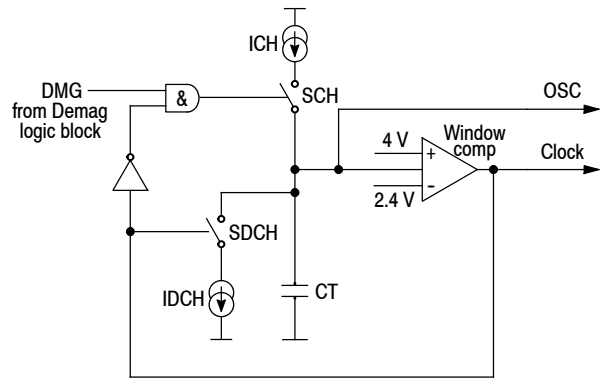 ICH
DMG
from Demag
logic block
&
SCH
OSC
4 V
+
Window
comp
Clock
2.4 V
-
SDCH
IDCH
CT